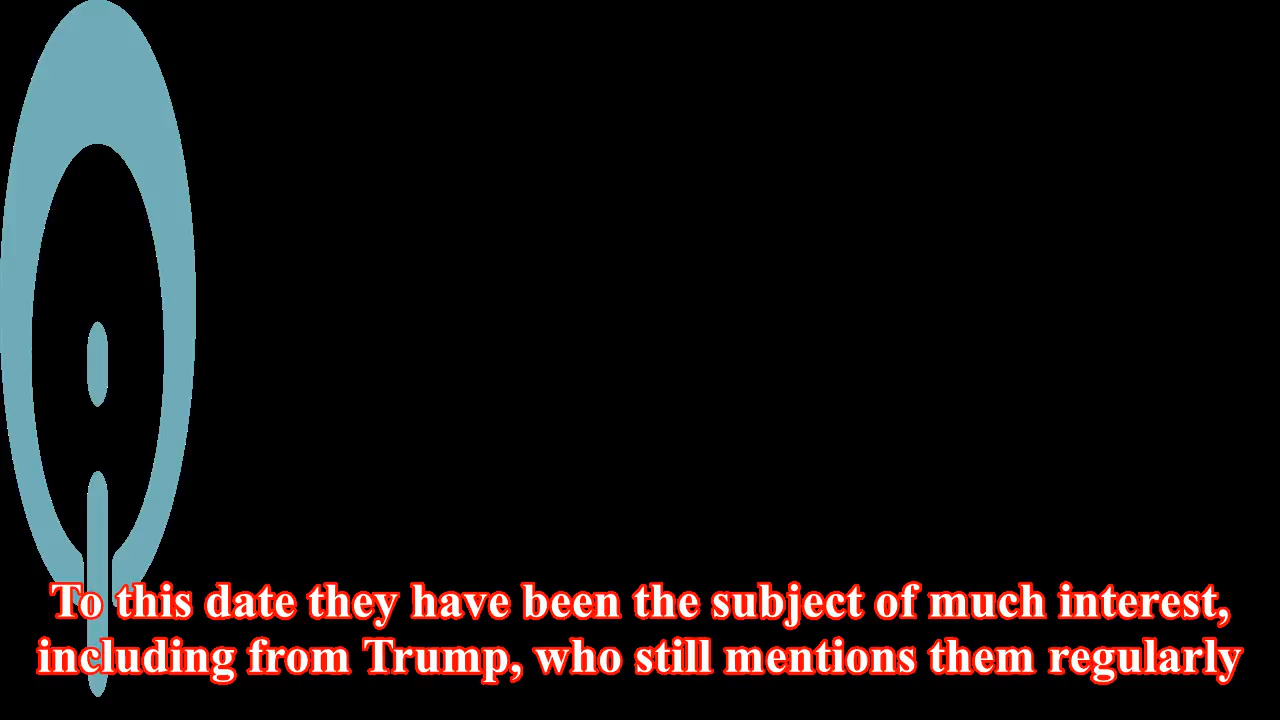 To this date they have been the subject of much interest,
including from Trump, who still mentions them regularly